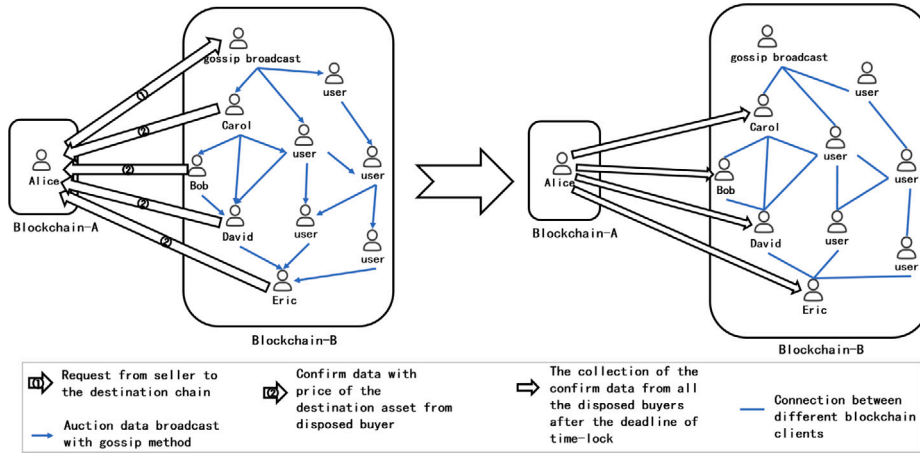 gossip broadcast
user
①
Carol
②
user
Alice
②
Bob
user
Blockchain-A
②
David
user
②
user
Eric
Blockchain-B
gossip broadcast
user
Carol
user
Alice
Bob
user
Blockchain-A
David
user
user
Eric
Blockchain-B
① Request from seller to
the destination chain
② Confirm data with
price of the
destination asset from
disposed buyer
The collection of the
confirm data from all
the disposed buyers
after the deadline of
time-lock
Auction data broadcast
with gossip method
Connection between
different blockchain
clients